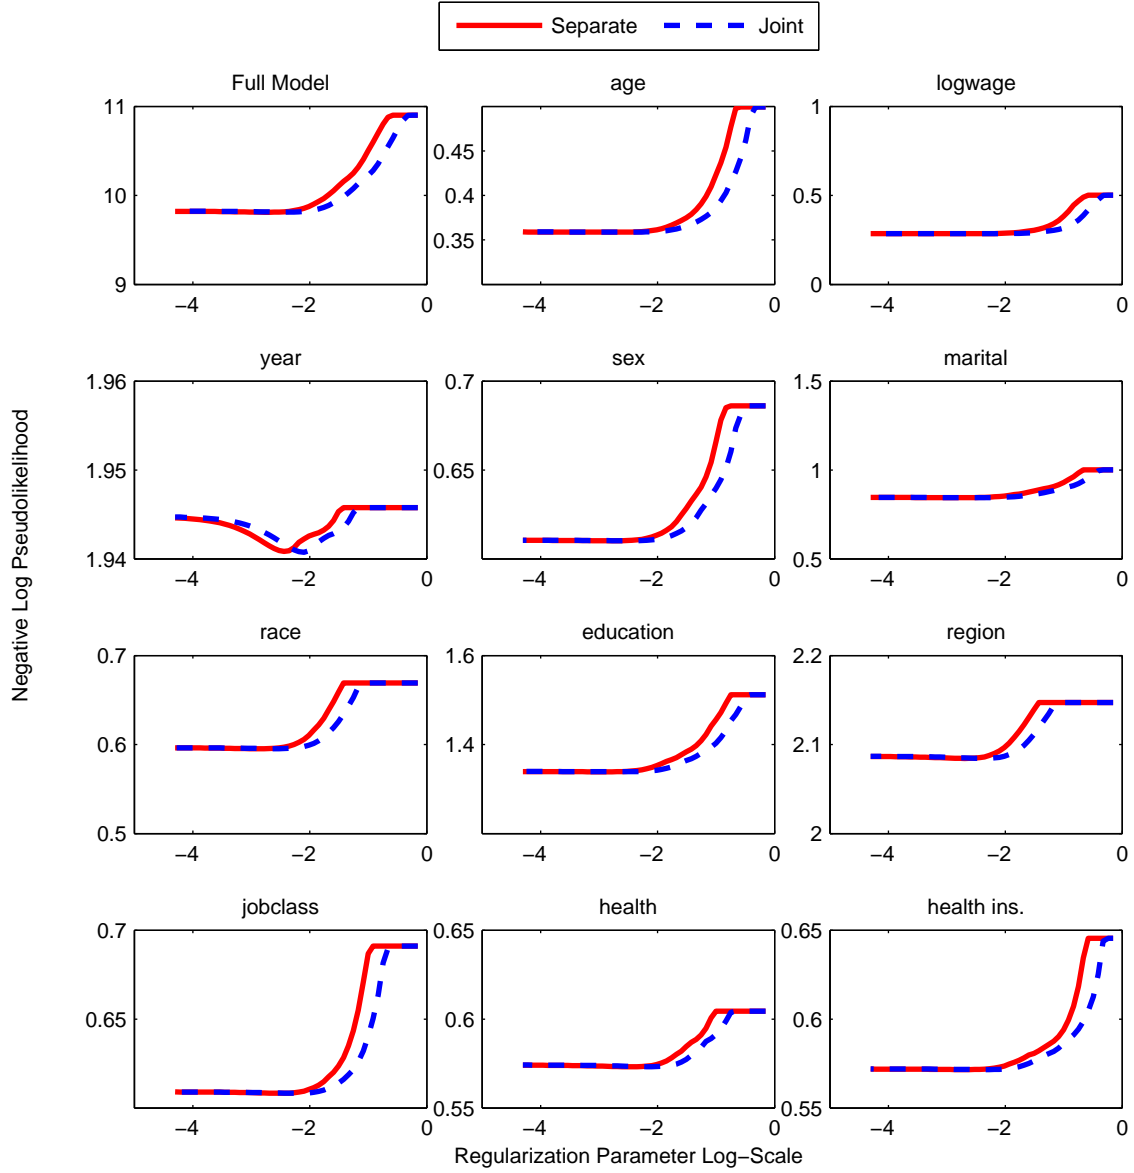 Separate Joint
Full Model age logwage
11 10 9 −4 −2 0
0.45 0.4 0.35 −4 −2 0
1 0.5 0 −4 −2 0
year sex marital
1.96 1.95 1.94 −4 −2 0
0.7 0.65 −4 −2 0
1.5 1 0.5 −4 −2 0
Negative Log Pseudolikelihood
race education region
0.7 0.6 0.5 −4 −2 0
1.6 1.4 −4 −2 0
2.2 2.1 2 −4 −2 0
jobclass health health ins.
0.7 0.65 −4 −2 0
0.65 0.6 0.55 −4 −2 0
0.65 0.6 0.55 −4 −2 0
Regularization Parameter Log−Scale